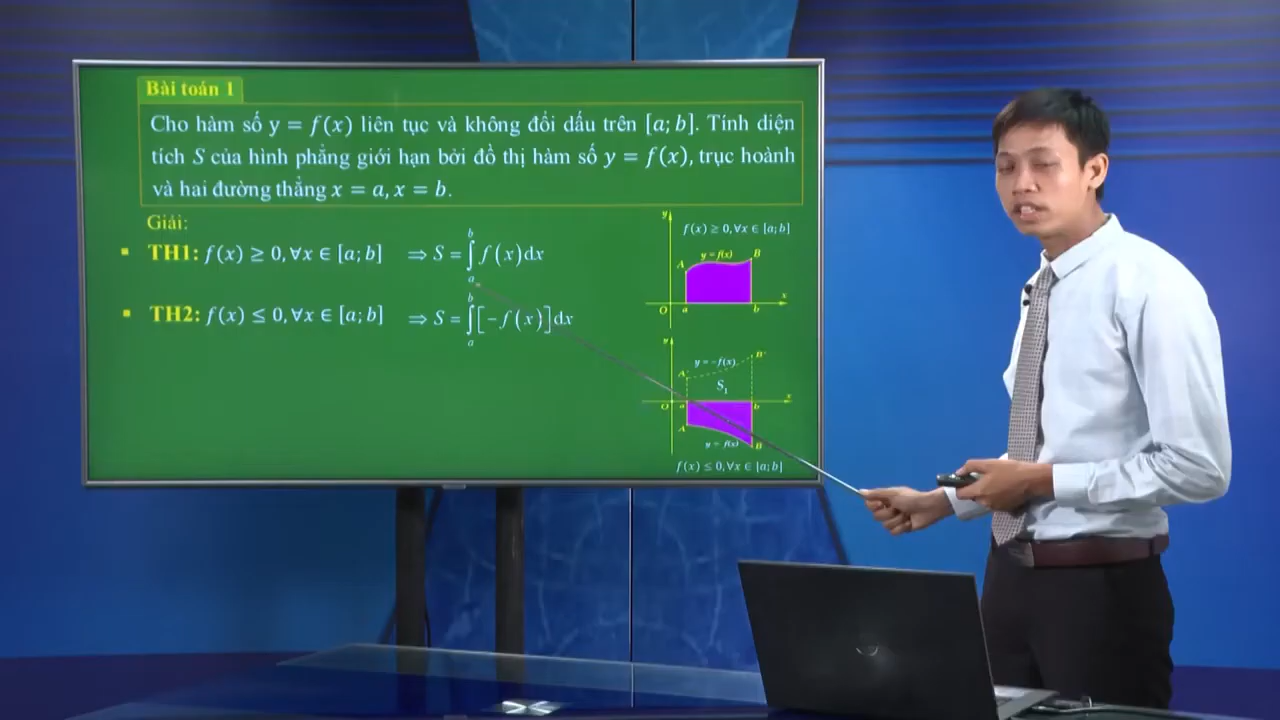 Bài toán 1
Cho hàm số y = f(x) liên tục và không đổi dấu trên [a; b]. Tính diện
tích S của hình phẳng giới hạn bởi đồ thị hàm số y = f(x), trục hoành
và hai đường thẳng x = a, x = b.
Giải:
▪ TH1: f(x) ≥ 0, ∀x ∈ [a; b] ⇒ S = ∫_a^b f(x)dx
▪ TH2: f(x) ≤ 0, ∀x ∈ [a; b] ⇒ S = ∫_a^b [−f(x)]dx
y
f(x) ≥ 0, ∀x ∈ [a; b]
y = f(x)
A B
x
O a b
y
y = −f(x) B'
A'
S₁
x
O a b
A
y = f(x) B
f(x) ≤ 0, ∀x ∈ [a; b]